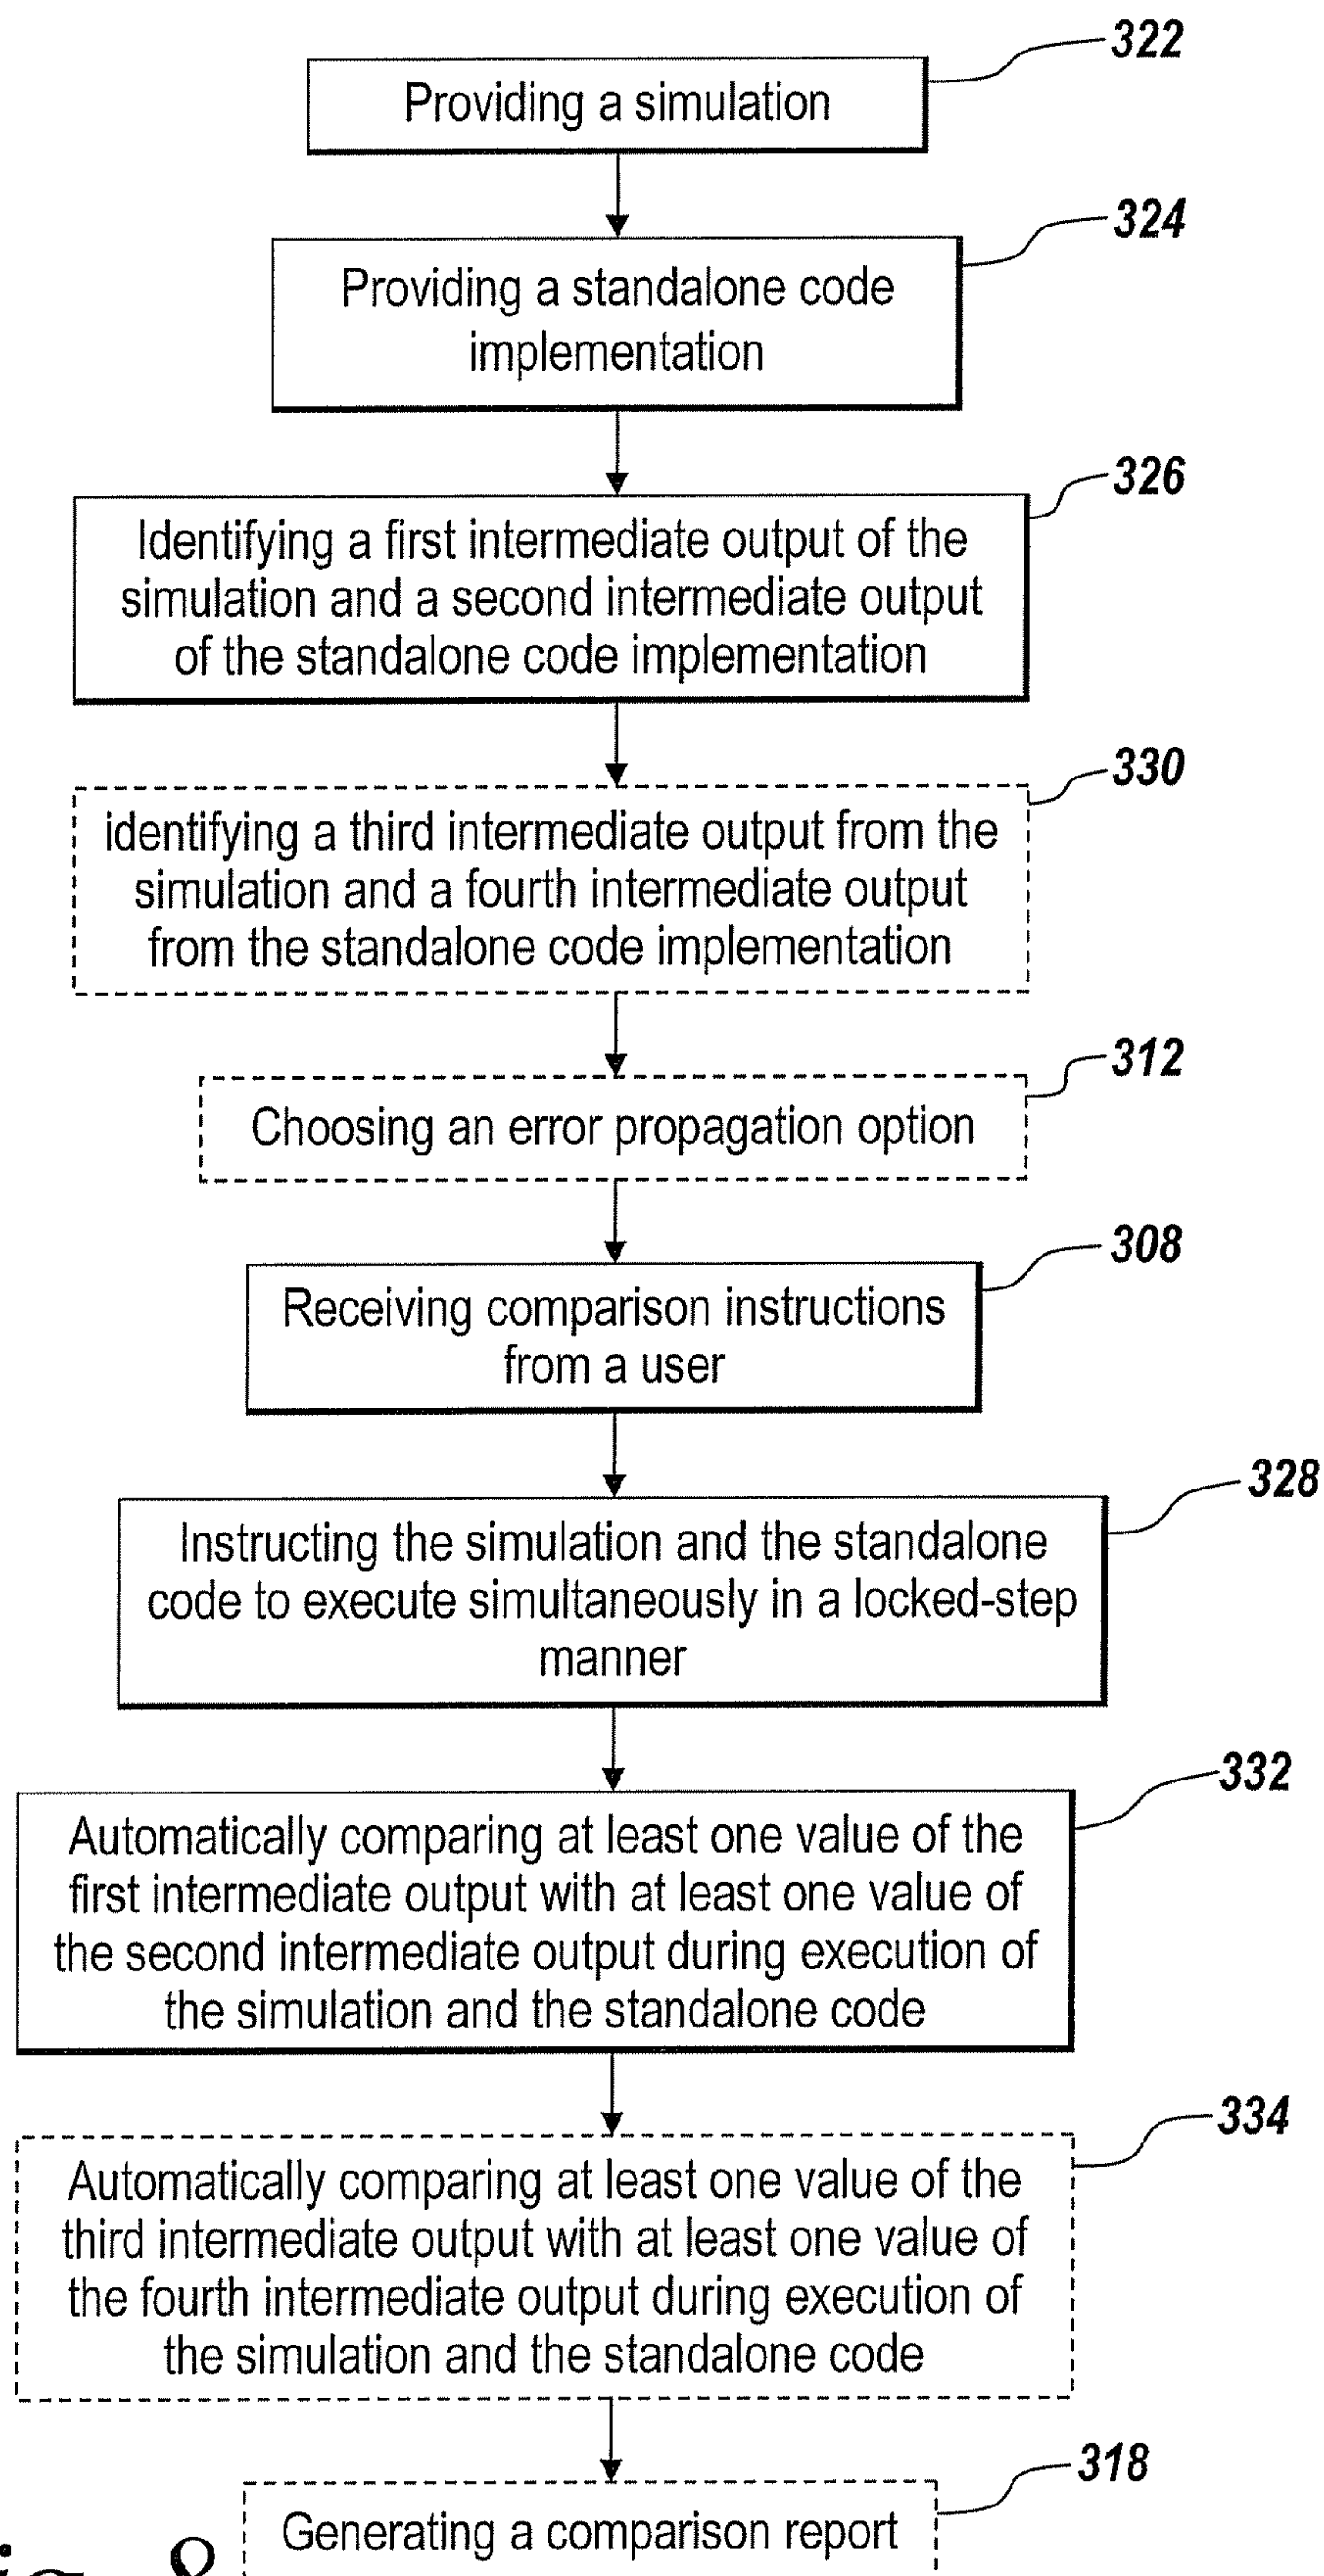 322
Providing a simulation
324
Providing a standalone code
implementation
326
Identifying a first intermediate output of the
simulation and a second intermediate output
of the standalone code implementation
330
identifying a third intermediate output from the
simulation and a fourth intermediate output
from the standalone code implementation
312
Choosing an error propagation option
308
Receiving comparison instructions
from a user
328
Instructing the simulation and the standalone
code to execute simultaneously in a locked-step
manner
332
Automatically comparing at least one value of the
first intermediate output with at least one value of
the second intermediate output during execution of
the simulation and the standalone code
334
Automatically comparing at least one value of the
third intermediate output with at least one value of
the fourth intermediate output during execution of
the simulation and the standalone code
318
Generating a comparison report
8